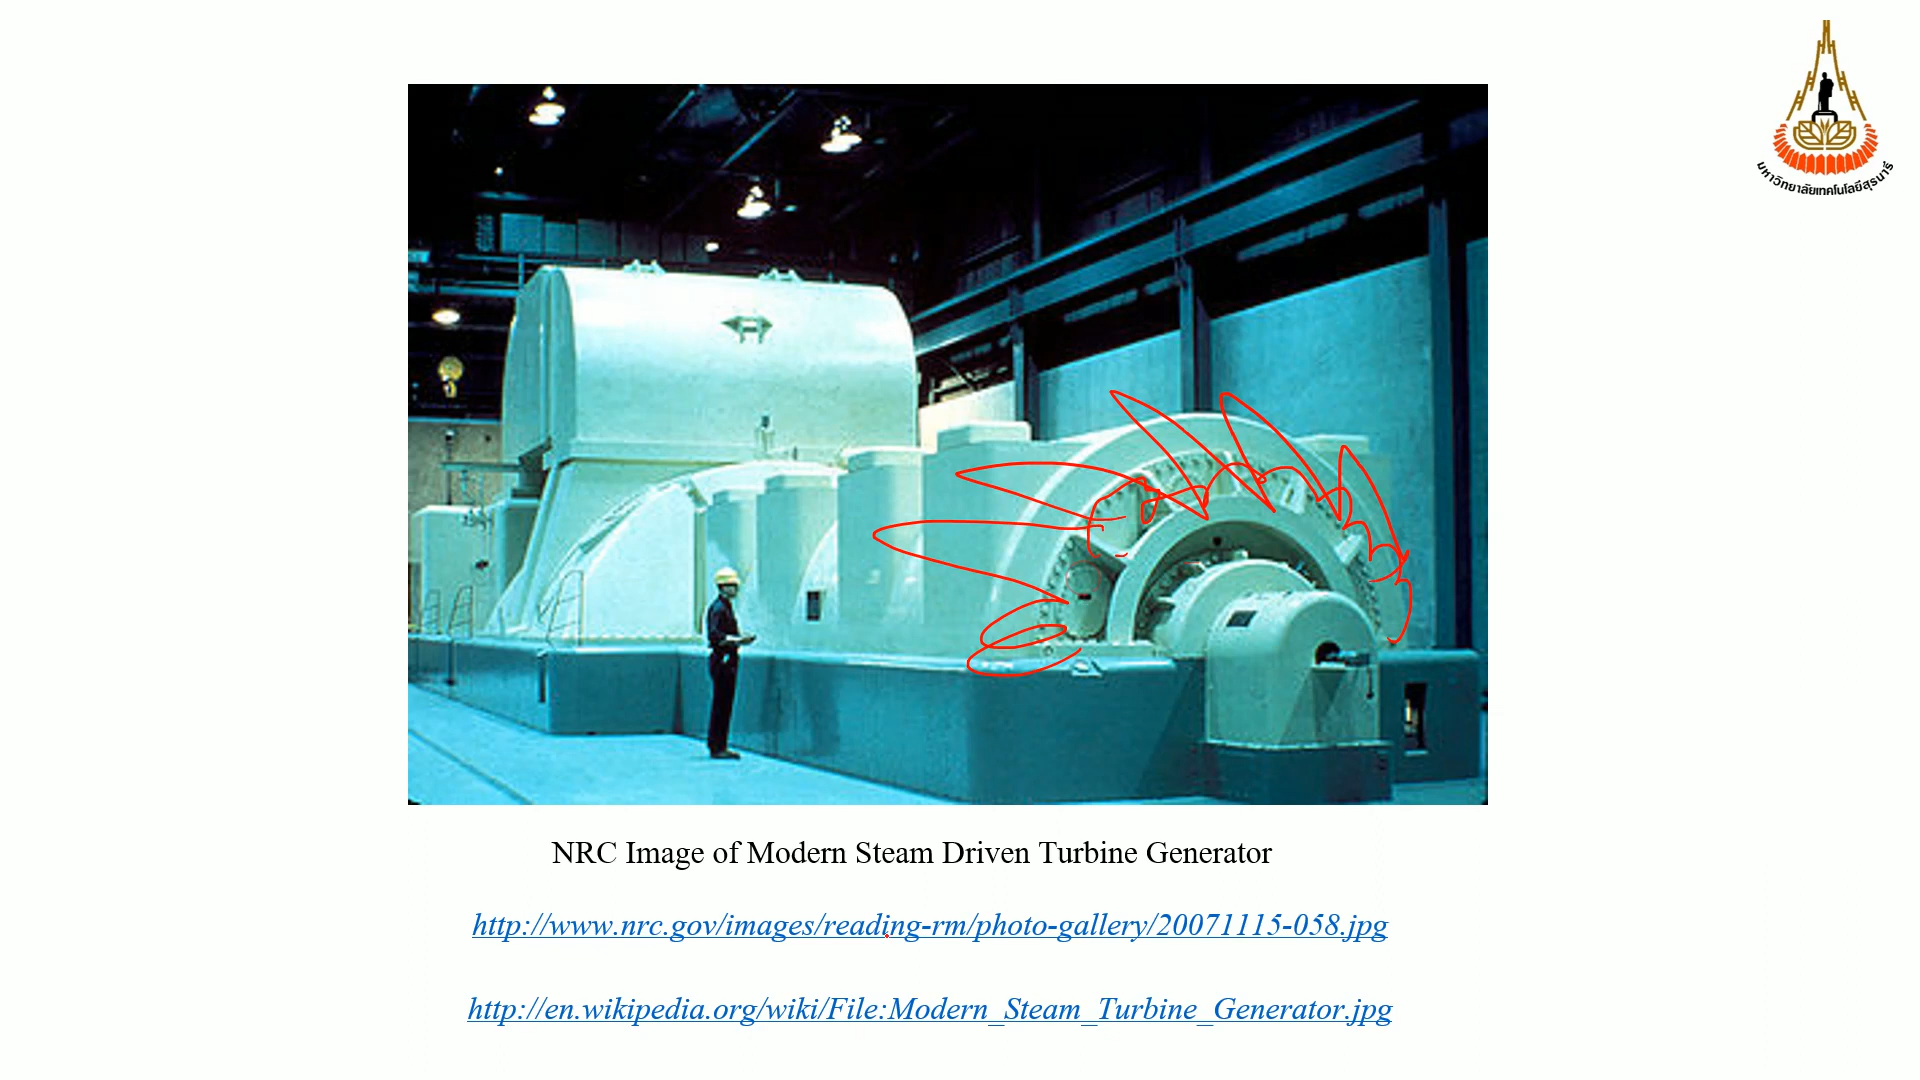 มหาวิทยาลัยเทคโนโลยีสุรนารี
NRC Image of Modern Steam Driven Turbine Generator
http://www.nrc.gov/images/reading-rm/photo-gallery/20071115-058.jpg
http://en.wikipedia.org/wiki/File:Modern_Steam_Turbine_Generator.jpg